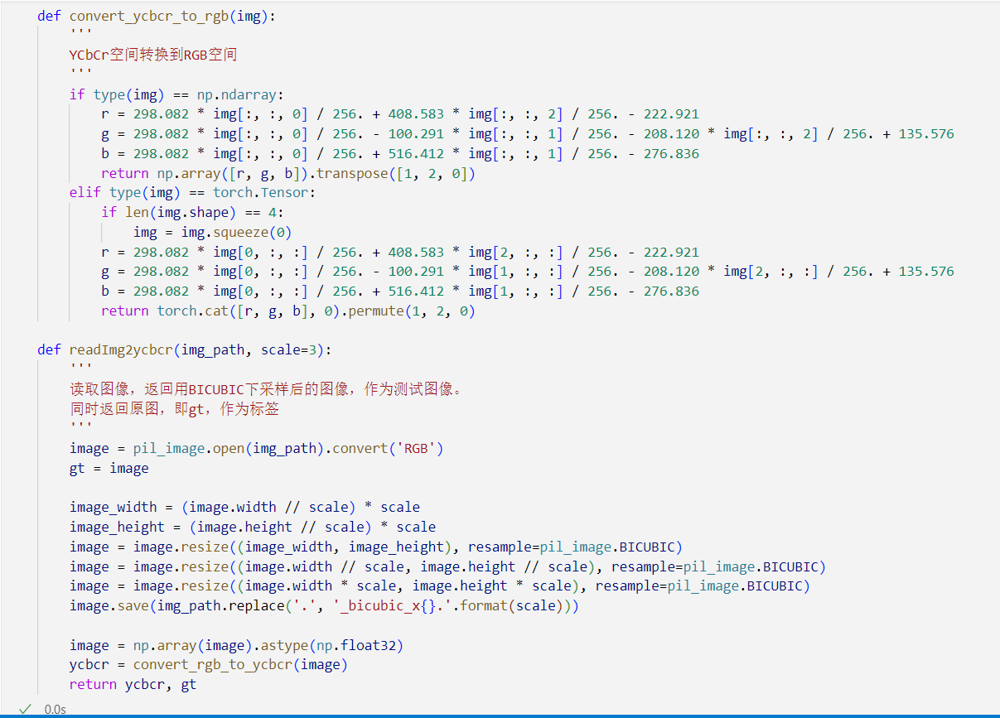 def convert_ycbcr_to_rgb(img):
    '''
    YCbCr空间转换到RGB空间
    '''
    if type(img) == np.ndarray:
        r = 298.082 * img[:, :, 0] / 256. + 408.583 * img[:, :, 2] / 256. - 222.921
        g = 298.082 * img[:, :, 0] / 256. - 100.291 * img[:, :, 1] / 256. - 208.120 * img[:, :, 2] / 256. + 135.576
        b = 298.082 * img[:, :, 0] / 256. + 516.412 * img[:, :, 1] / 256. - 276.836
        return np.array([r, g, b]).transpose([1, 2, 0])
    elif type(img) == torch.Tensor:
        if len(img.shape) == 4:
            img = img.squeeze(0)
        r = 298.082 * img[0, :, :] / 256. + 408.583 * img[2, :, :] / 256. - 222.921
        g = 298.082 * img[0, :, :] / 256. - 100.291 * img[1, :, :] / 256. - 208.120 * img[2, :, :] / 256. + 135.576
        b = 298.082 * img[0, :, :] / 256. + 516.412 * img[1, :, :] / 256. - 276.836
        return torch.cat([r, g, b], 0).permute(1, 2, 0)

def readImg2ycbcr(img_path, scale=3):
    '''
    读取图像，返回用BICUBIC下采样后的图像，作为测试图像。
    同时返回原图，即gt，作为标签
    '''
    image = pil_image.open(img_path).convert('RGB')
    gt = image

    image_width = (image.width // scale) * scale
    image_height = (image.height // scale) * scale
    image = image.resize((image_width, image_height), resample=pil_image.BICUBIC)
    image = image.resize((image.width // scale, image.height // scale), resample=pil_image.BICUBIC)
    image = image.resize((image.width * scale, image.height * scale), resample=pil_image.BICUBIC)
    image.save(img_path.replace('.', '_bicubic_x{}.'.format(scale)))

    image = np.array(image).astype(np.float32)
    ycbcr = convert_rgb_to_ycbcr(image)
    return ycbcr, gt
0.0s